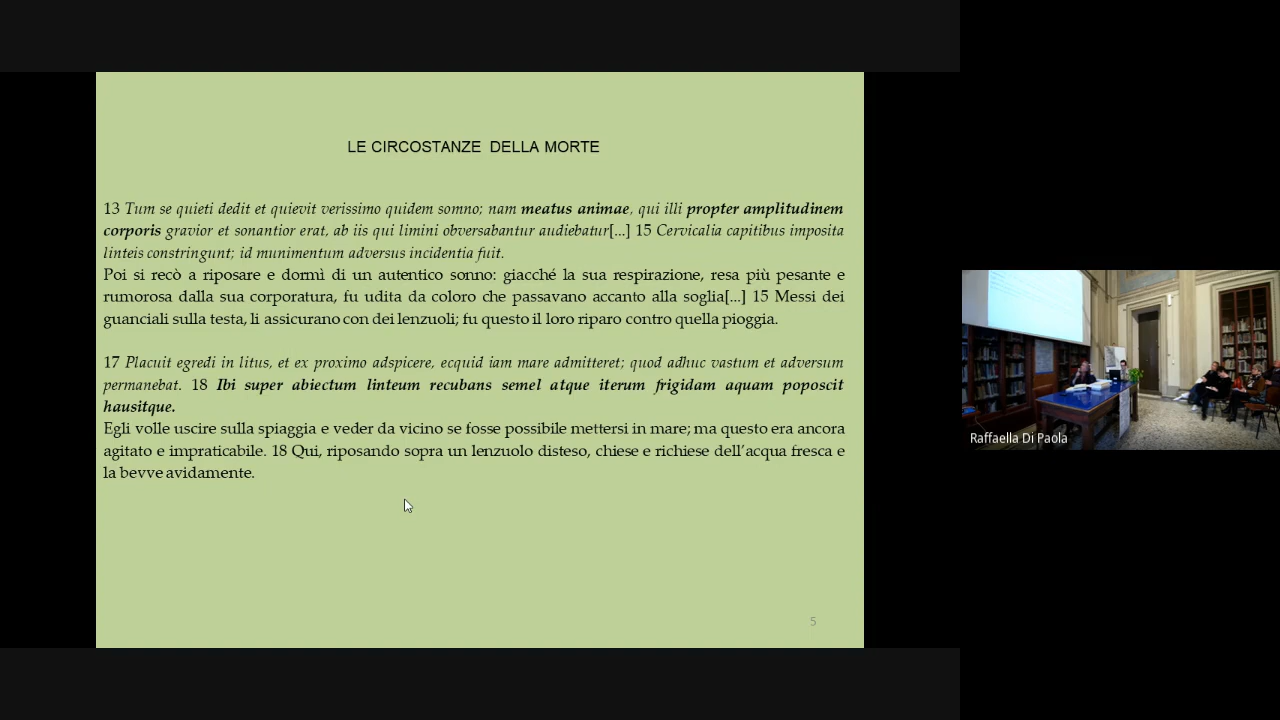 LE CIRCOSTANZE DELLA MORTE
13 Tum se quieti dedit et quievit verissimo quidem somno; nam meatus animae, qui illi propter amplitudinem
corporis gravior et sonantior erat, ab iis qui limini obversabantur audiebatur[...] 15 Cervicalia capitibus imposita
linteis constringunt; id munimentum adversus incidentia fuit.
Poi si recò a riposare e dormì di un autentico sonno: giacché la sua respirazione, resa più pesante e
rumorosa dalla sua corporatura, fu udita da coloro che passavano accanto alla soglia[...] 15 Messi dei
guanciali sulla testa, li assicurano con dei lenzuoli; fu questo il loro riparo contro quella pioggia.
17 Placuit egredi in litus, et ex proximo adspicere, ecquid iam mare admitteret; quod adhuc vastum et adversum
permanebat. 18 Ibi super abiectum linteum recubans semel atque iterum frigidam aquam poposcit
hausitque.
Egli volle uscire sulla spiaggia e veder da vicino se fosse possibile mettersi in mare; ma questo era ancora
agitato e impraticabile. 18 Qui, riposando sopra un lenzuolo disteso, chiese e richiese dell'acqua fresca e
la bevve avidamente.
5
Raffaella Di Paola